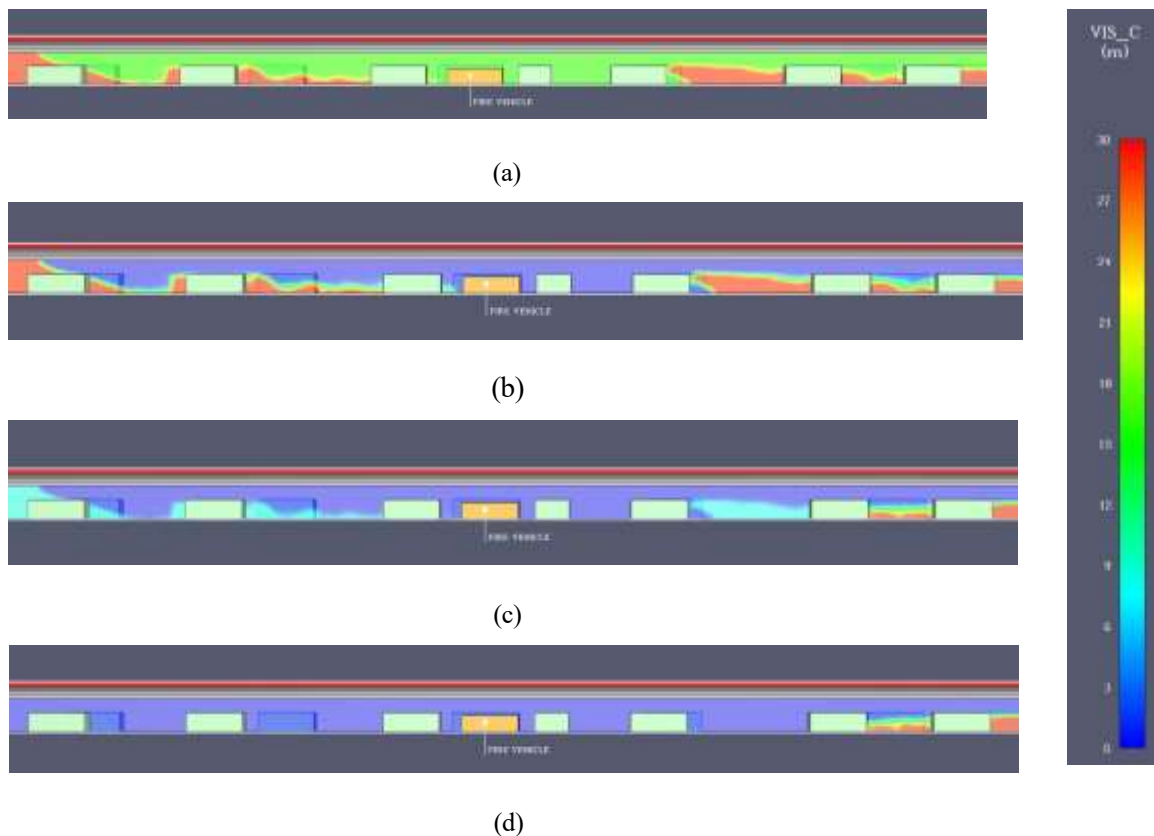 VIS_C
(m)
FIRE VEHICLE
(a)
30
27
FIRE VEHICLE
24
(b)
21
18
15
12
FIRE VEHICLE
9
(c)
6
3
FIRE VEHICLE
0
(d)